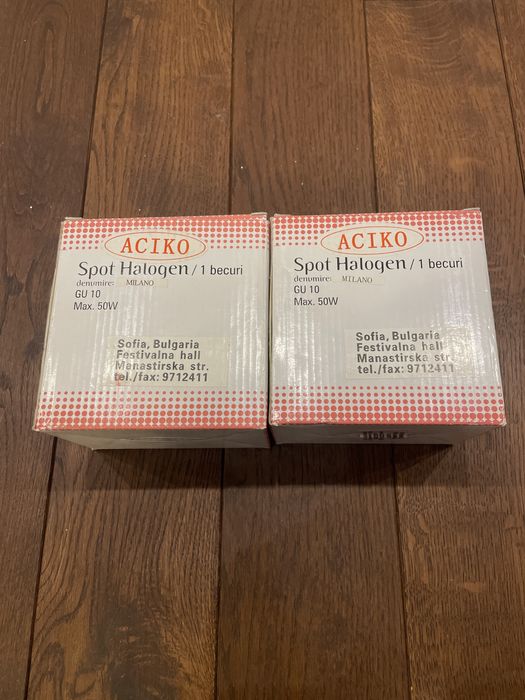 ACIKO
Spot Halogen / 1 becuri
denumire: MILANO
GU 10
Max. 50W
Sofia, Bulgaria
Festivalna hall
Manastirska str.
tel./fax: 9712411
ACIKO
Spot Halogen / 1 becuri
denumire: MILANO
GU 10
Max. 50W
Sofia, Bulgaria
Festivalna hall
Manastirska str.
tel./fax: 9712411